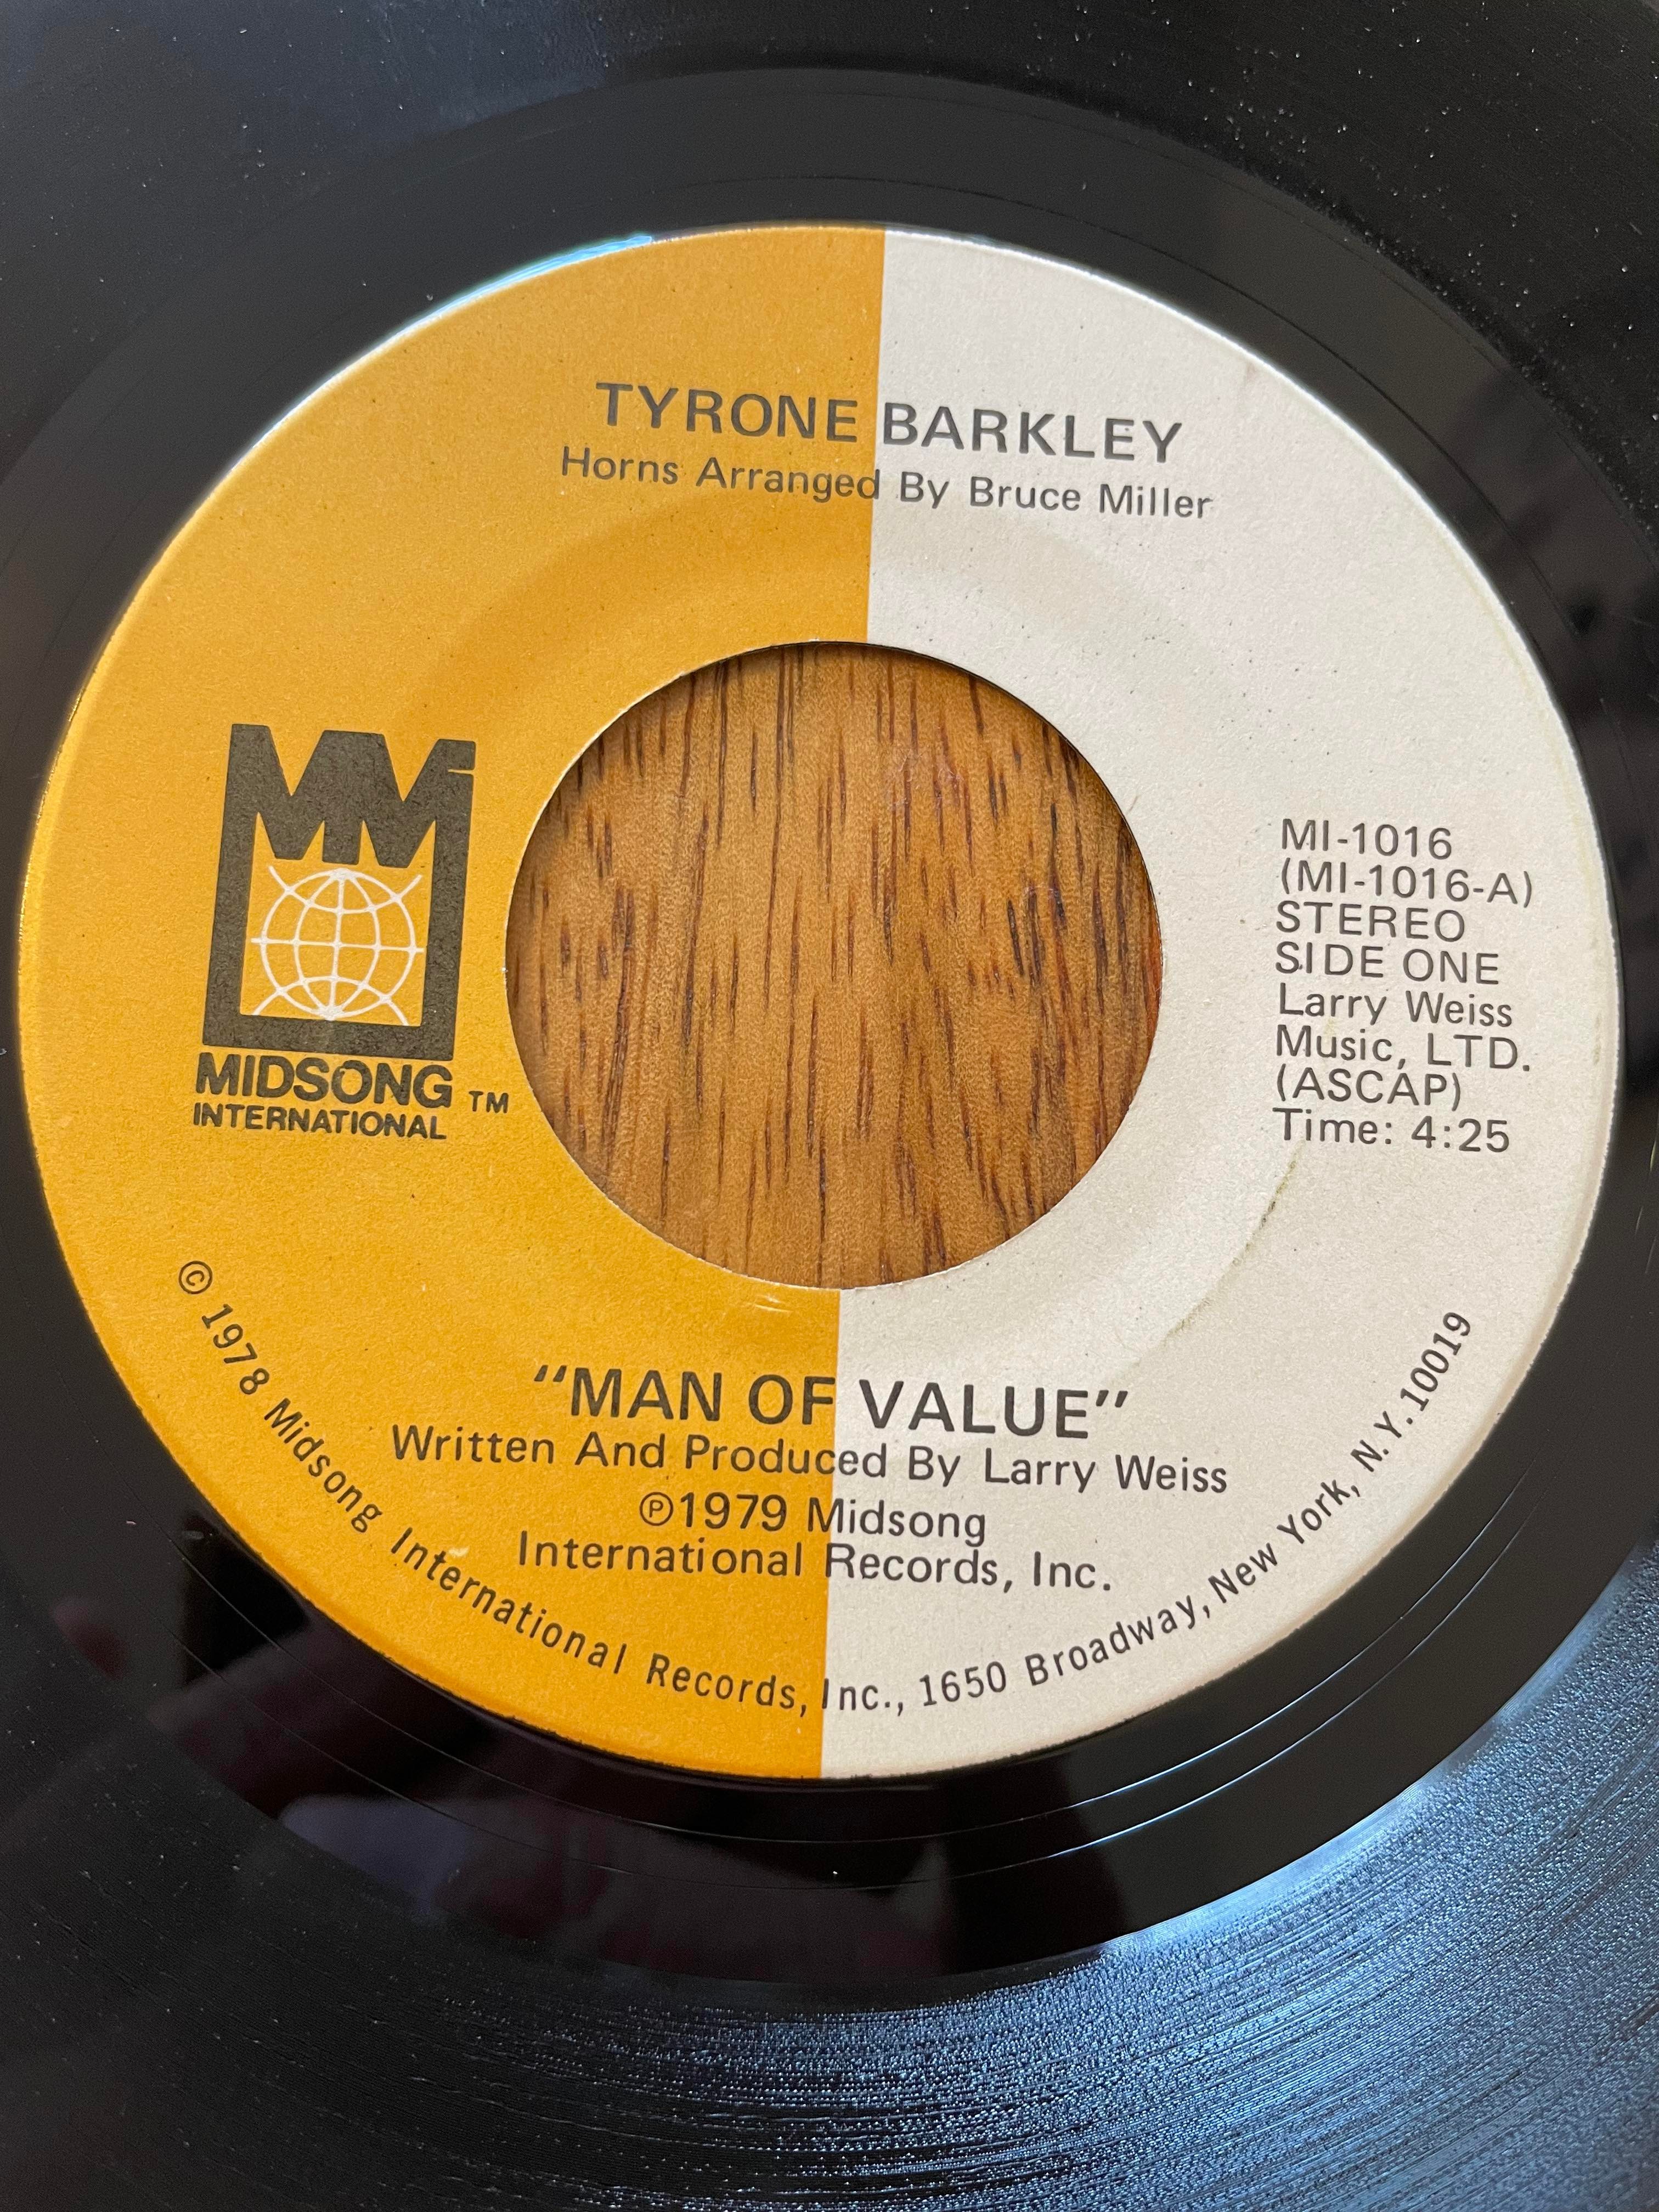 TYRONE BARKLEY
Horns Arranged By Bruce Miller
MM
MIDSONG TM
INTERNATIONAL
MI-1016
(MI-1016-A)
STEREO
SIDE ONE
Larry Weiss
Music, LTD.
(ASCAP)
Time: 4:25
"MAN OF VALUE"
Written And Produced By Larry Weiss
℗1979 Midsong
International Records, Inc.
© 1978 Midsong International Records, Inc., 1650 Broadway, New York, N.Y. 10019